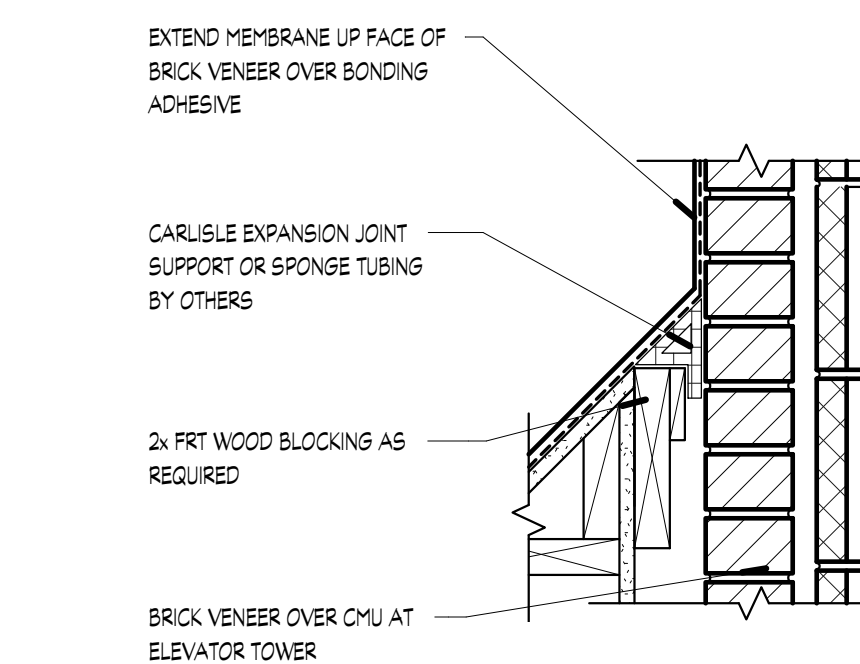 EXTEND MEMBRANE UP FACE OF
BRICK VENEER OVER BONDING
ADHESIVE
CARLISLE EXPANSION JOINT
SUPPORT OR SPONGE TUBING
BY OTHERS
2x FRT WOOD BLOCKING AS
REQUIRED
BRICK VENEER OVER CMU AT
ELEVATOR TOWER